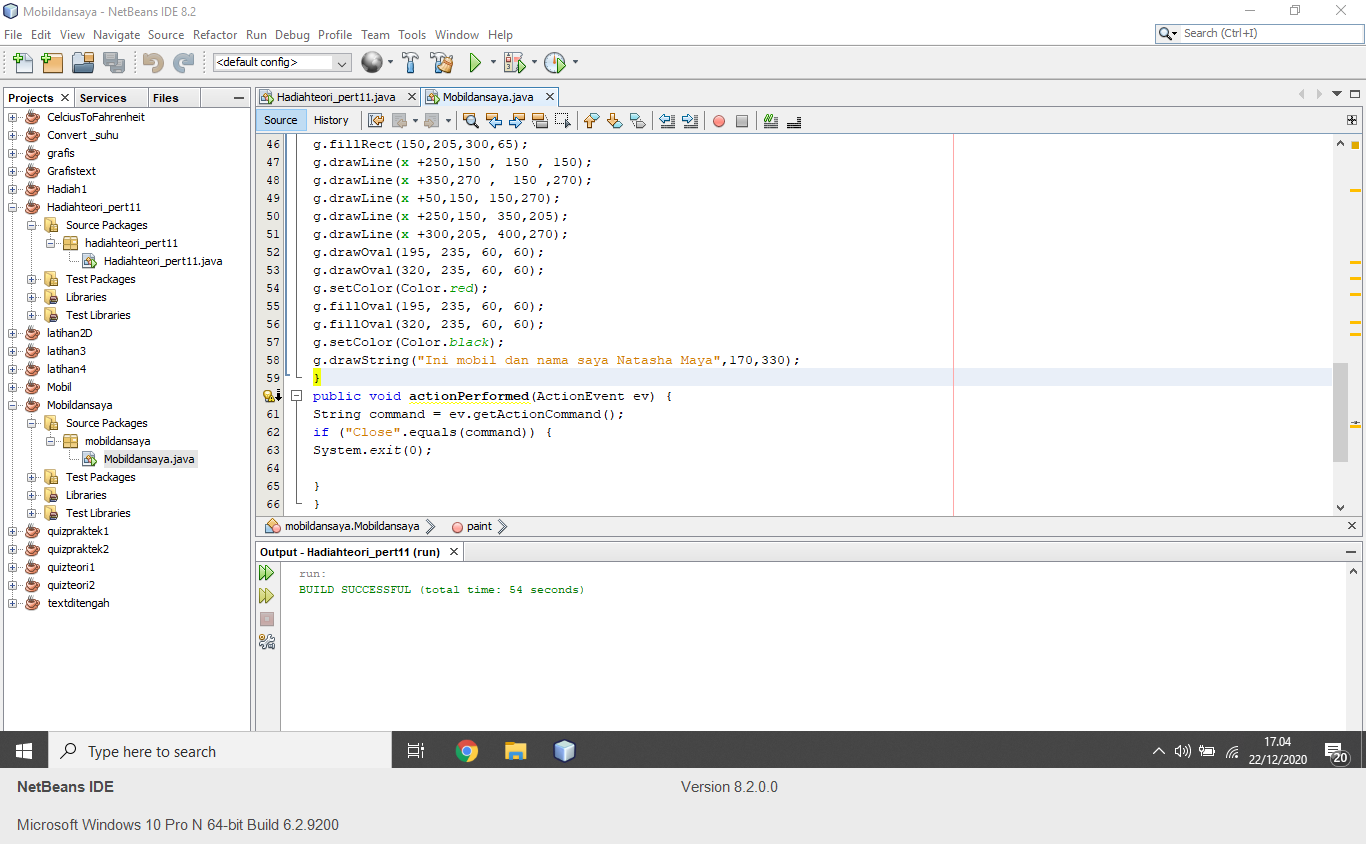 Mobildansaya - NetBeans IDE 8.2
File Edit View Navigate Source Refactor Run Debug Profile Team Tools Window Help
Search (Ctrl+I)
<default config>
Projects Services Files
CelciusToFahrenheit
Convert _suhu
grafis
Grafistext
Hadiah1
Hadiahteori_pert11
Source Packages
hadiahteori_pert11
Hadiahteori_pert11.java
Test Packages
Libraries
Test Libraries
latihan2D
latihan3
latihan4
Mobil
Mobildansaya
Source Packages
mobildansaya
Mobildansaya.java
Test Packages
Libraries
Test Libraries
quizpraktek1
quizpraktek2
quizteori1
quizteori2
textditengah
Hadiahteori_pert11.java Mobildansaya.java
Source History
46 g.fillRect(150,205,300,65);
47 g.drawLine(x +250,150 , 150 , 150);
48 g.drawLine(x +350,270 ,  150 ,270);
49 g.drawLine(x +50,150, 150,270);
50 g.drawLine(x +250,150, 350,205);
51 g.drawLine(x +300,205, 400,270);
52 g.drawOval(195, 235, 60, 60);
53 g.drawOval(320, 235, 60, 60);
54 g.setColor(Color.red);
55 g.fillOval(195, 235, 60, 60);
56 g.fillOval(320, 235, 60, 60);
57 g.setColor(Color.black);
58 g.drawString("Ini mobil dan nama saya Natasha Maya",170,330);
59 }
public void actionPerformed(ActionEvent ev) {
61 String command = ev.getActionCommand();
62 if ("Close".equals(command)) {
63 System.exit(0);
64
65 }
66 }
mobildansaya.Mobildansaya paint
Output - Hadiahteori_pert11 (run)
run:
BUILD SUCCESSFUL (total time: 54 seconds)
Type here to search
17.04
22/12/2020
20
NetBeans IDE Version 8.2.0.0
Microsoft Windows 10 Pro N 64-bit Build 6.2.9200